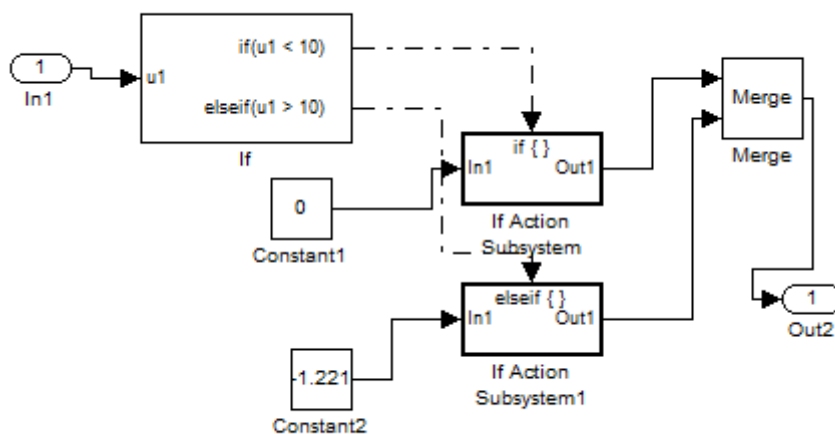 1
In1
u1
if(u1 < 10)
elseif(u1 > 10)
If
0
Constant1
if { }
In1
Out1
If Action
Subsystem
Merge
Merge
elseif { }
In1
Out1
If Action
Subsystem1
1
Out2
-1.221
Constant2